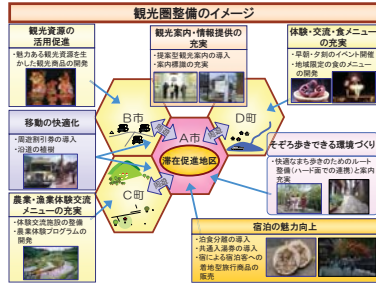 観光圏整備のイメージ
観光資源の
活用促進
・魅力ある観光資源を生
かした観光商品の開発
観光案内・情報提供の
充実
・提案型観光案内の導入
・案内標識の充実
体験・交流・食メニュー
の充実
・早朝・夕刻のイベント開催
・地域限定の食のメニュー
の開発
移動の快適化
・周遊割引券の導入
・沿道の植樹
B市
A市
D町
C町
滞在促進地区
そぞろ歩きできる環境づくり
・快適なまち歩きのためのルート
整備(ハード面での連携)と案内
充実
農業・漁業体験交流
メニューの充実
・体験交流施設の整備
・農業体験プログラムの
開発
宿泊の魅力向上
・泊食分離の導入
・共通入湯券の導入
・宿による宿泊客への
着地型旅行商品の
販売